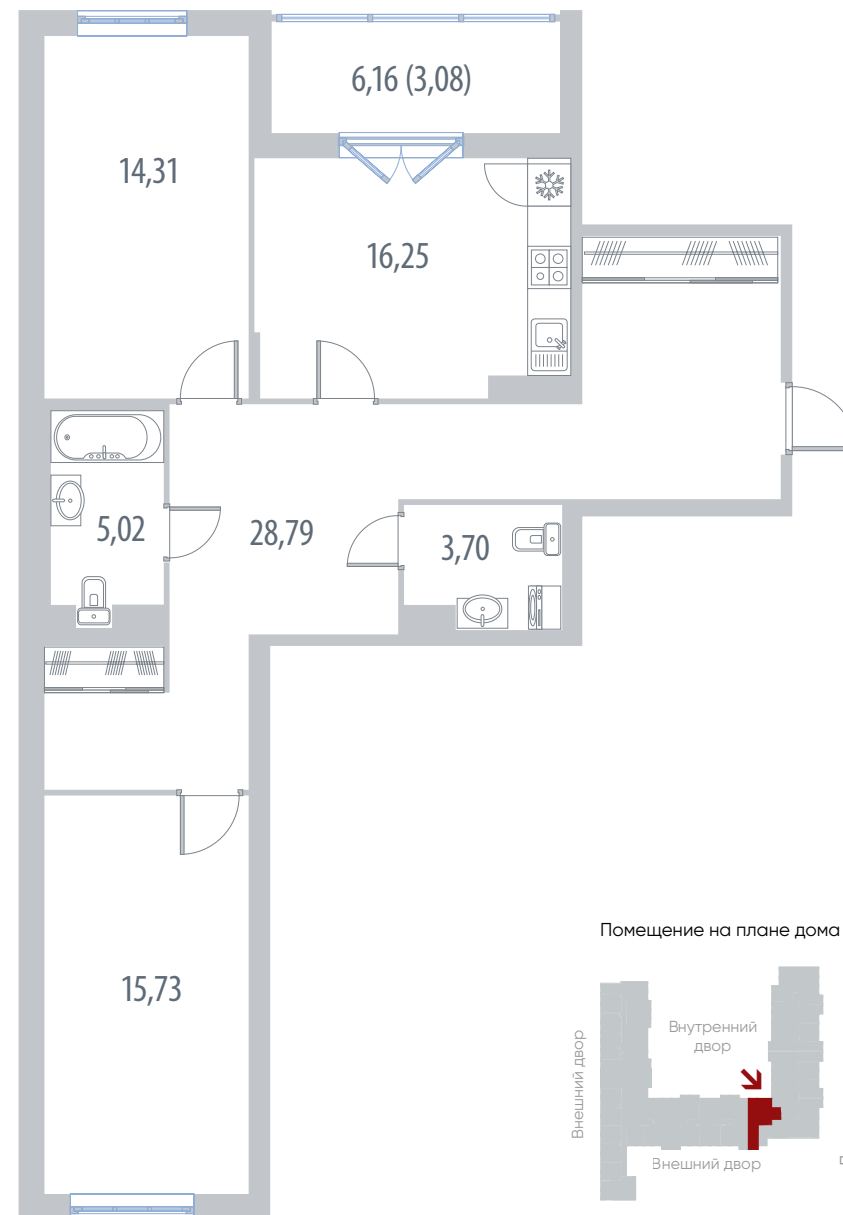 6,16 (3,08)
14,31
16,25
5,02
28,79
3,70
15,73
Помещение на плане дома
Внутренний
двор
Внешний двор
Внешний двор